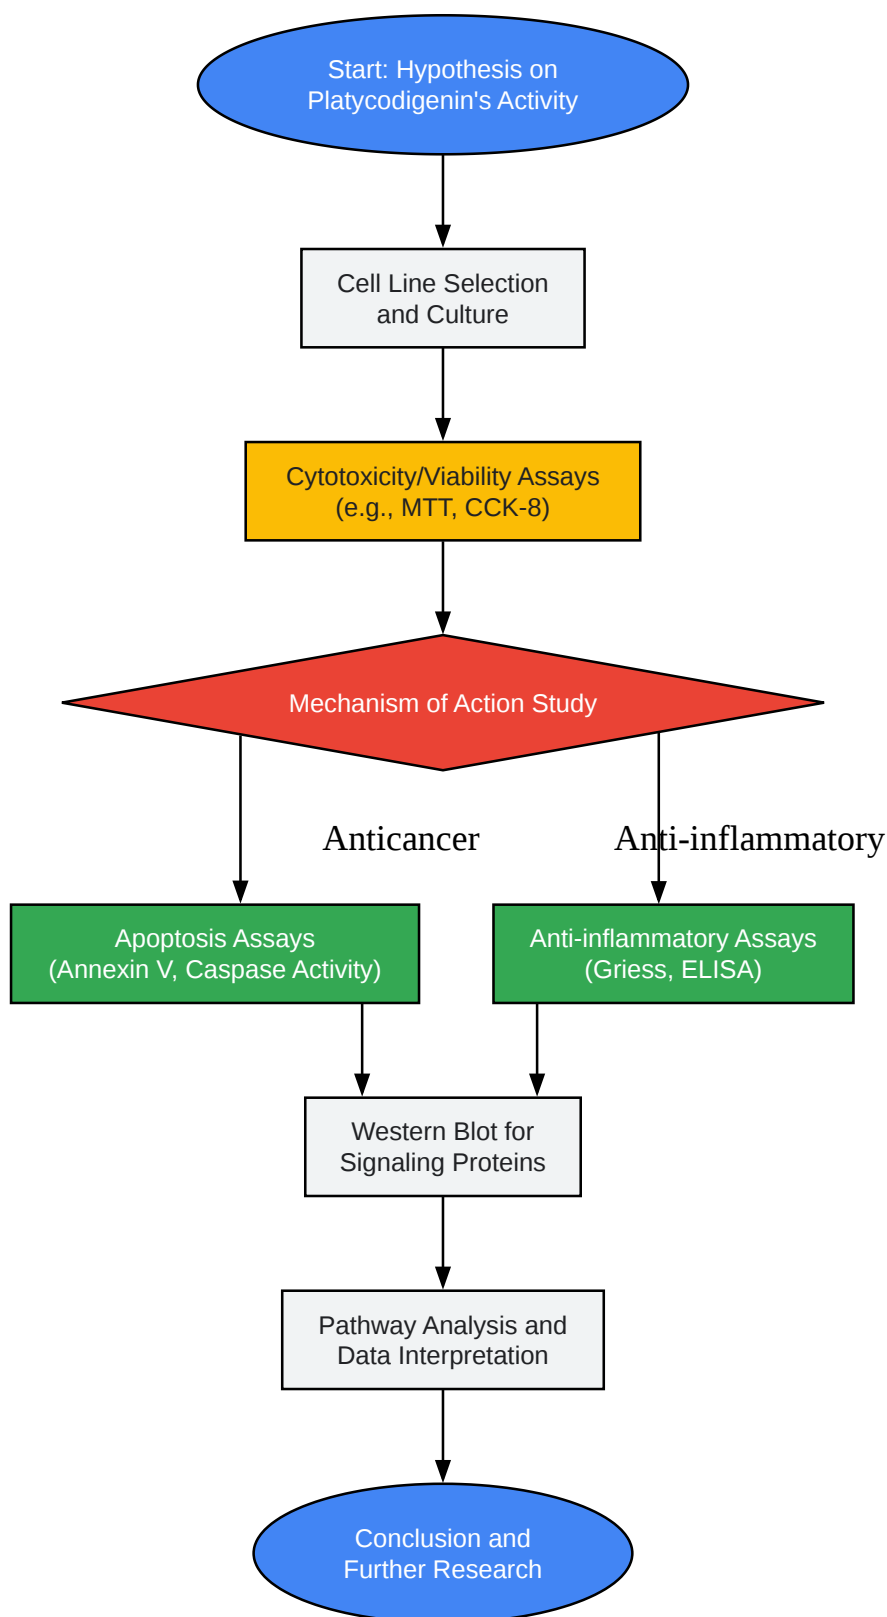 Start: Hypothesis on
Platycodigenin's Activity
Cell Line Selection
and Culture
Cytotoxicity/Viability Assays
(e.g., MTT, CCK-8)
Mechanism of Action Study
Anticancer
Anti-inflammatory
Apoptosis Assays
(Annexin V, Caspase Activity)
Anti-inflammatory Assays
(Griess, ELISA)
Western Blot for
Signaling Proteins
Pathway Analysis and
Data Interpretation
Conclusion and
Further Research